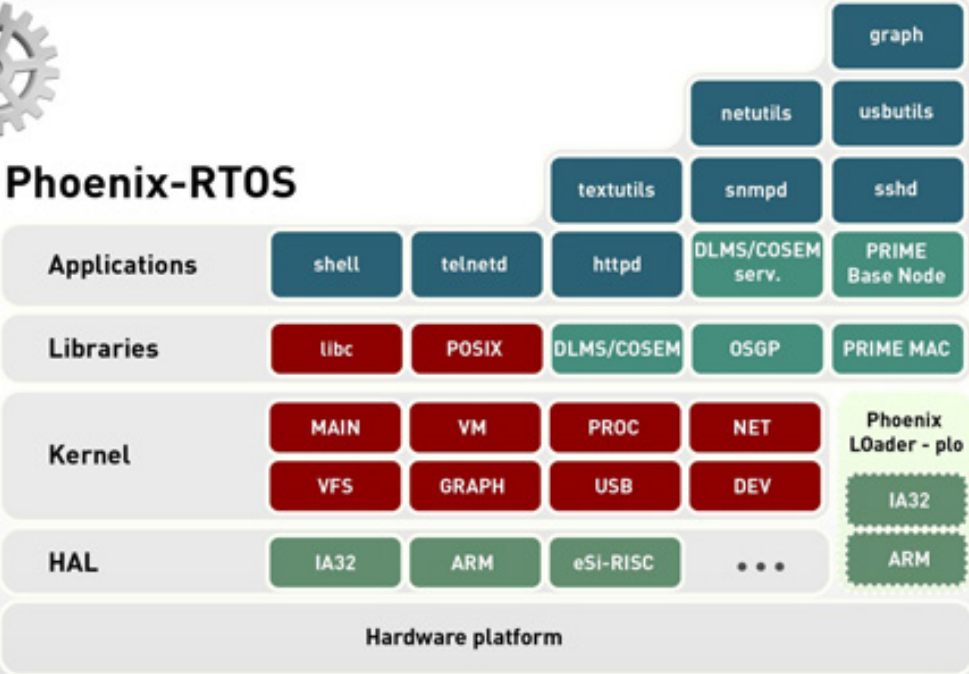 graph
netutils
usbutils
Phoenix-RTOS
textutils
snmpd
sshd
Applications
shell
telnetd
httpd
DLMS/COSEM
serv.
PRIME
Base Node
Libraries
libc
POSIX
DLMS/COSEM
OSGP
PRIME MAC
Kernel
MAIN
VM
PROC
NET
VFS
GRAPH
USB
DEV
Phoenix
LOader - plo
IA32
ARM
HAL
IA32
ARM
eSi-RISC
...
Hardware platform